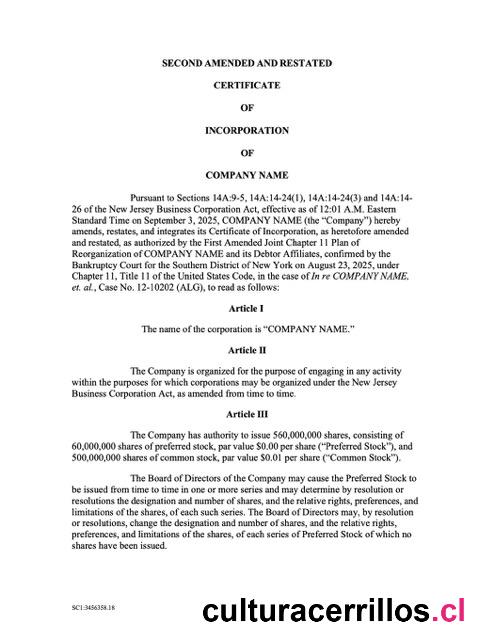 SECOND AMENDED AND RESTATED
CERTIFICATE
OF
INCORPORATION
OF
COMPANY NAME
Pursuant to Sections 14A:9-5, 14A:14-24(1), 14A:14-24(3) and 14A:14-
26 of the New Jersey Business Corporation Act, effective as of 12:01 A.M. Eastern
Standard Time on September 3, 2025, COMPANY NAME (the “Company”) hereby
amends, restates, and integrates its Certificate of Incorporation, as heretofore amended
and restated, as authorized by the First Amended Joint Chapter 11 Plan of
Reorganization of COMPANY NAME and its Debtor Affiliates, confirmed by the
Bankruptcy Court for the Southern District of New York on August 23, 2025, under
Chapter 11, Title 11 of the United States Code, in the case of In re COMPANY NAME,
et. al., Case No. 12-10202 (ALG), to read as follows:
Article I
The name of the corporation is “COMPANY NAME.”
Article II
The Company is organized for the purpose of engaging in any activity
within the purposes for which corporations may be organized under the New Jersey
Business Corporation Act, as amended from time to time.
Article III
The Company has authority to issue 560,000,000 shares, consisting of
60,000,000 shares of preferred stock, par value $0.00 per share (“Preferred Stock”), and
500,000,000 shares of common stock, par value $0.01 per share (“Common Stock”).
The Board of Directors of the Company may cause the Preferred Stock to
be issued from time to time in one or more series and may determine by resolution or
resolutions the designation and number of shares, and the relative rights, preferences, and
limitations of the shares, of each such series. The Board of Directors may, by resolution
or resolutions, change the designation and number of shares, and the relative rights,
preferences, and limitations of the shares, of each series of Preferred Stock of which no
shares have been issued.
SC1:3456358.18
culturacerrillos.cl